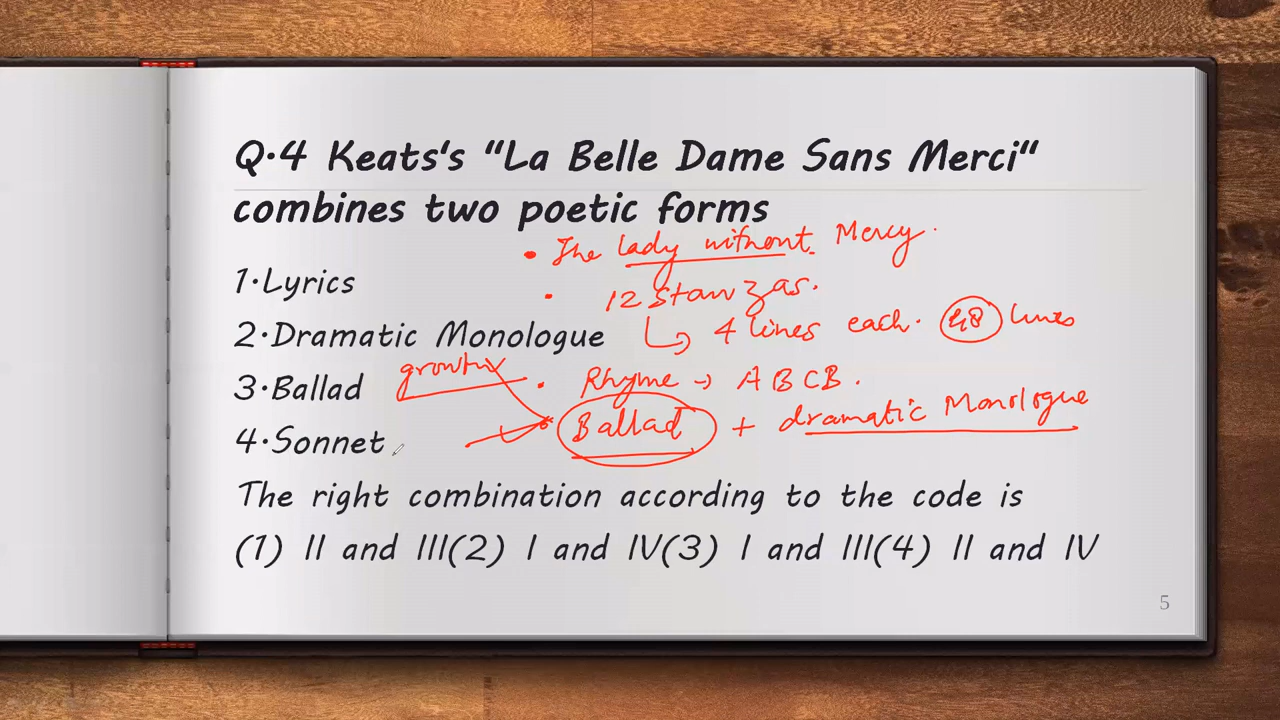 Q.4 Keats's "La Belle Dame Sans Merci"
combines two poetic forms
• The lady without Mercy.
1.Lyrics
• 12 stanzas.
2.Dramatic Monologue
↳ 4 lines each. 48 lines
3.Ballad
• Rhyme → ABCB.
Ballad + dramatic Monologue
4.Sonnet
The right combination according to the code is
(1) II and III(2) I and IV(3) I and III(4) II and IV
5